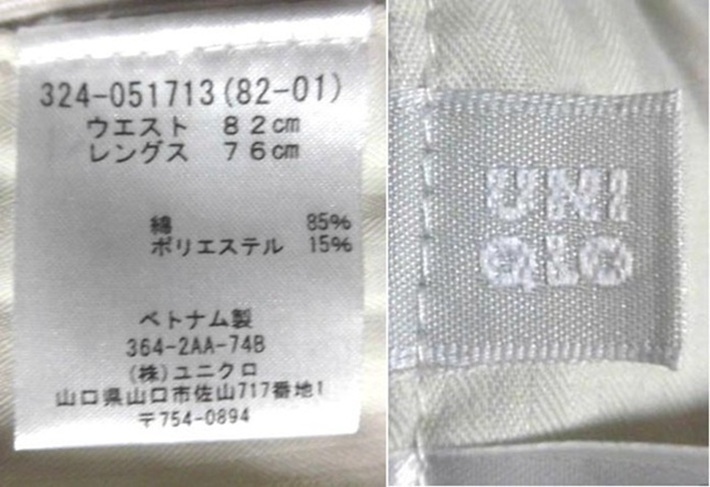 324-051713(82-01)
ウエスト 82cm
レングス 76cm
綿 85%
ポリエステル 15%
ベトナム製
364-2AA-74B
(株)ユニクロ
山口県山口市佐山717番地1
〒754-0894
UNI
QLO